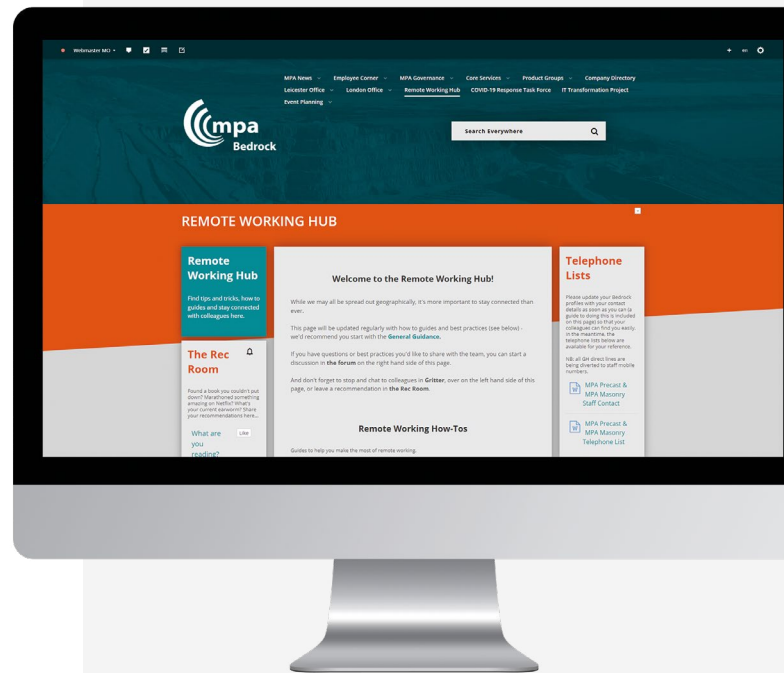 Webmaster MO
en
MPA News
Employee Corner
MPA Governance
Core Services
Product Groups
Company Directory
Leicester Office
London Office
Remote Working Hub
COVID-19 Response Task Force
IT Transformation Project
Event Planning
mpa
Bedrock
Search Everywhere
REMOTE WORKING HUB
Remote
Working Hub
Find tips and tricks, how to
guides and stay connected
with colleagues here.
The Rec
Room
Found a book you couldn't put
down? Marathoned something
amazing on Netflix? What's
your current earworm? Share
your recommendations here...
What are
you
reading?
Like
Welcome to the Remote Working Hub!
While we may all be spread out geographically, it's more important to stay connected than
ever.
This page will be updated regularly with how to guides and best practices (see below) -
we'd recommend you start with the General Guidance.
If you have questions or best practices you'd like to share with the team, you can start a
discussion in the forum on the right hand side of this page.
And don't forget to stop and chat to colleagues in Gritter, over on the left hand side of this
page, or leave a recommendation in the Rec Room.
Remote Working How-Tos
Guides to help you make the most of remote working.
Telephone
Lists
Please update your Bedrock
profiles with your contact
details as soon as you can (a
guide to doing this is included
on this page) so that your
colleagues can find you easily.
In the meantime, the
telephone lists below are
available for your reference.
NB: all GH direct lines are
being diverted to staff mobile
numbers.
MPA Precast &
MPA Masonry
Staff Contact
MPA Precast &
MPA Masonry
Telephone List